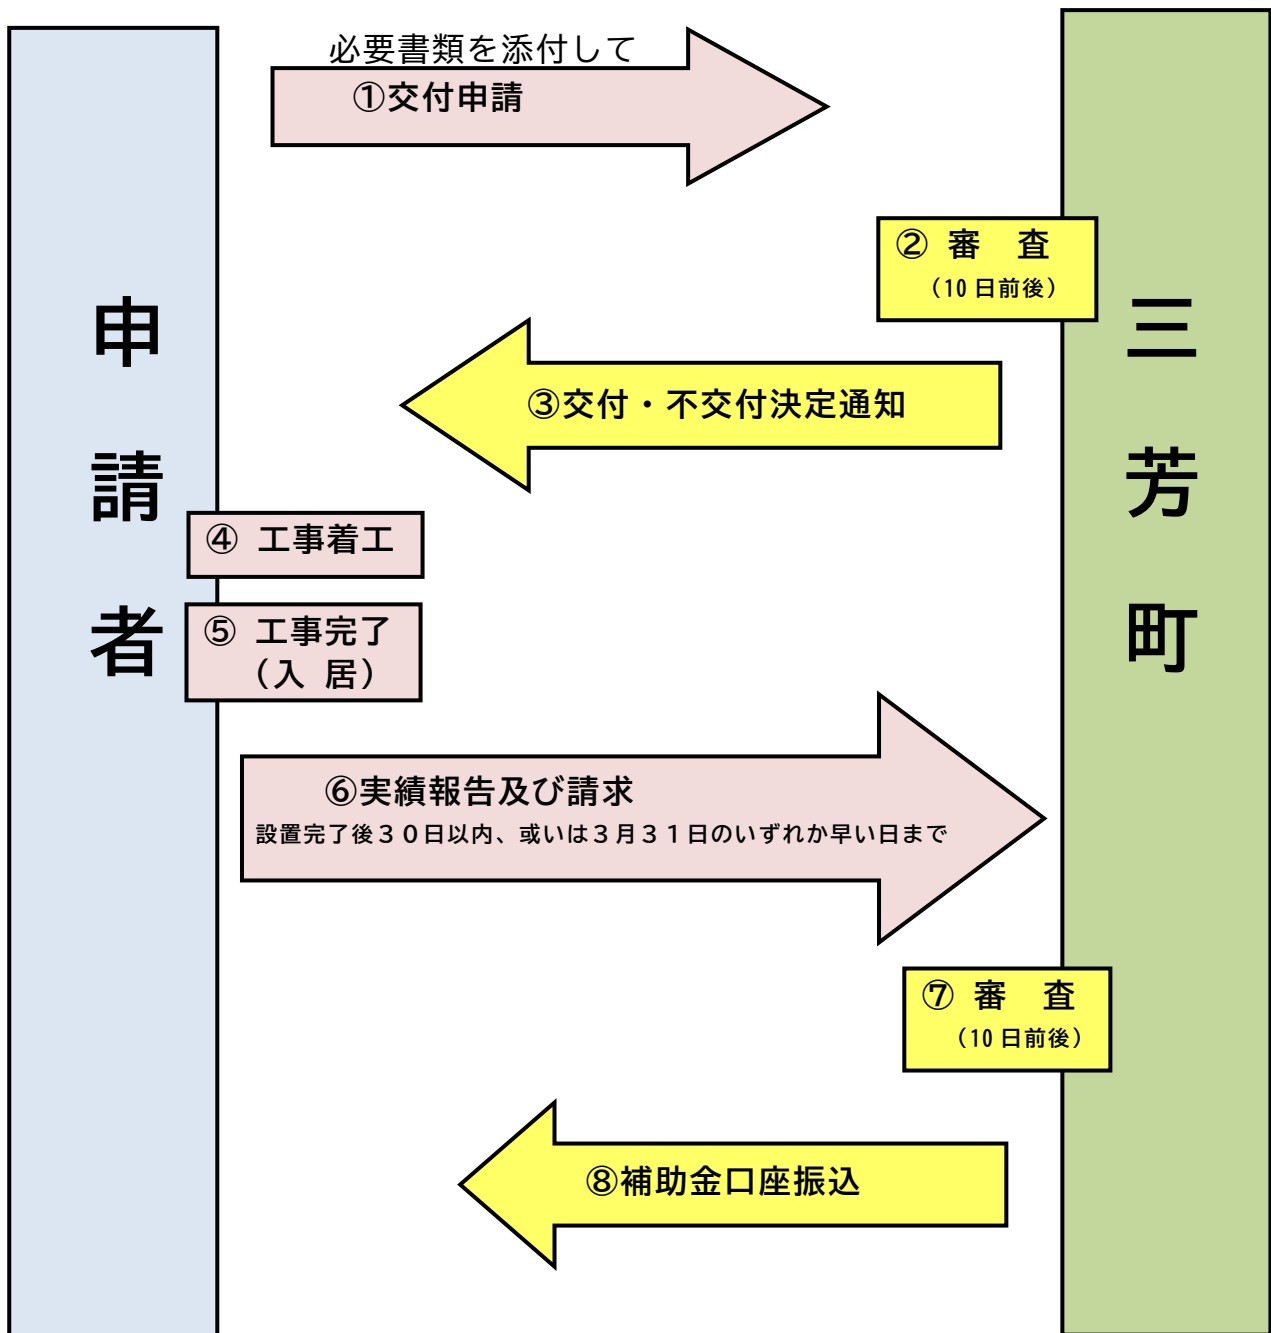 必要書類を添付して
①交付申請
② 審　査
（10 日前後）
③交付・不交付決定通知
申請者
三芳町
④ 工事着工
⑤ 工事完了
（入 居）
⑥実績報告及び請求
設置完了後３０日以内、或いは３月３１日のいずれか早い日まで
⑦ 審　査
（10 日前後）
⑧補助金口座振込